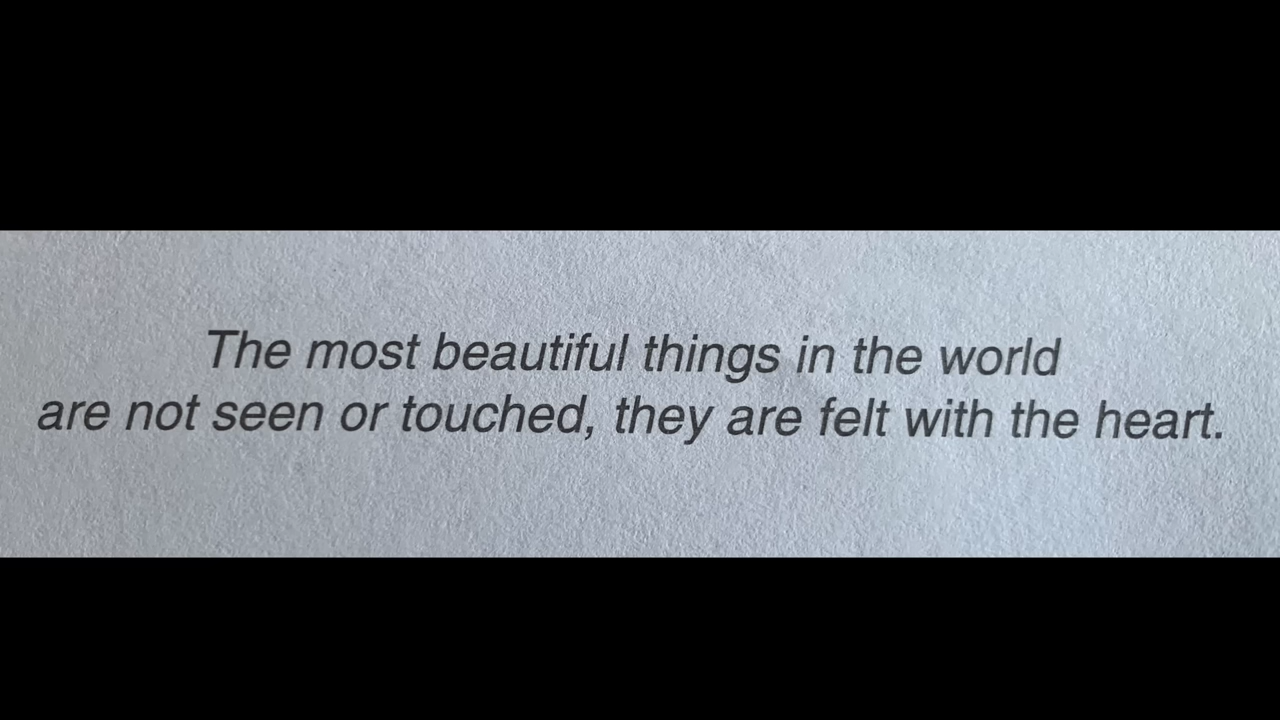 The most beautiful things in the world
are not seen or touched, they are felt with the heart.